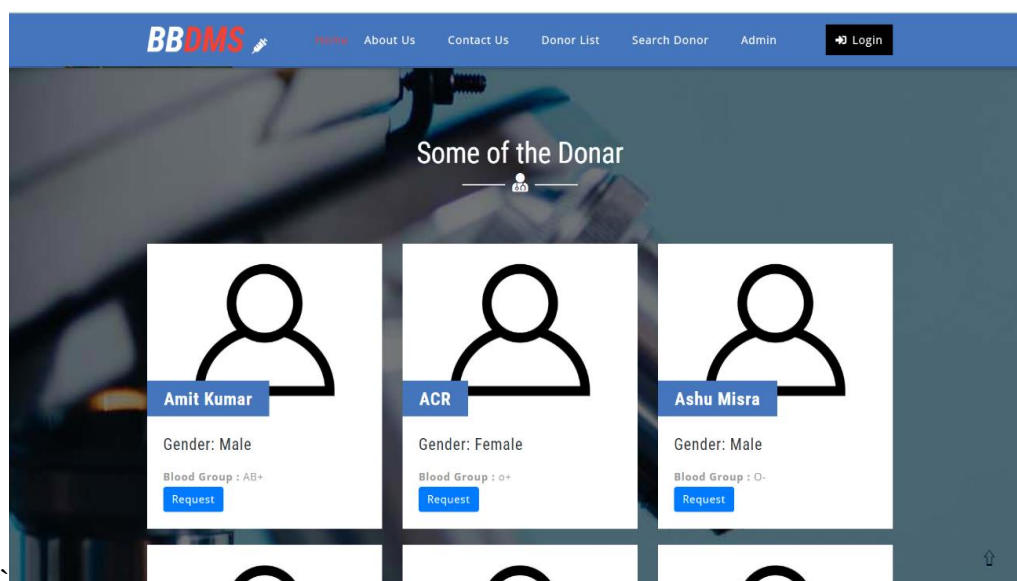 BBDMS Home About Us Contact Us Donor List Search Donor Admin Login
Some of the Donar
Amit Kumar ACR Ashu Misra
Gender: Male Gender: Female Gender: Male
Blood Group : AB+ Blood Group : o+ Blood Group : O-
Request Request Request
`